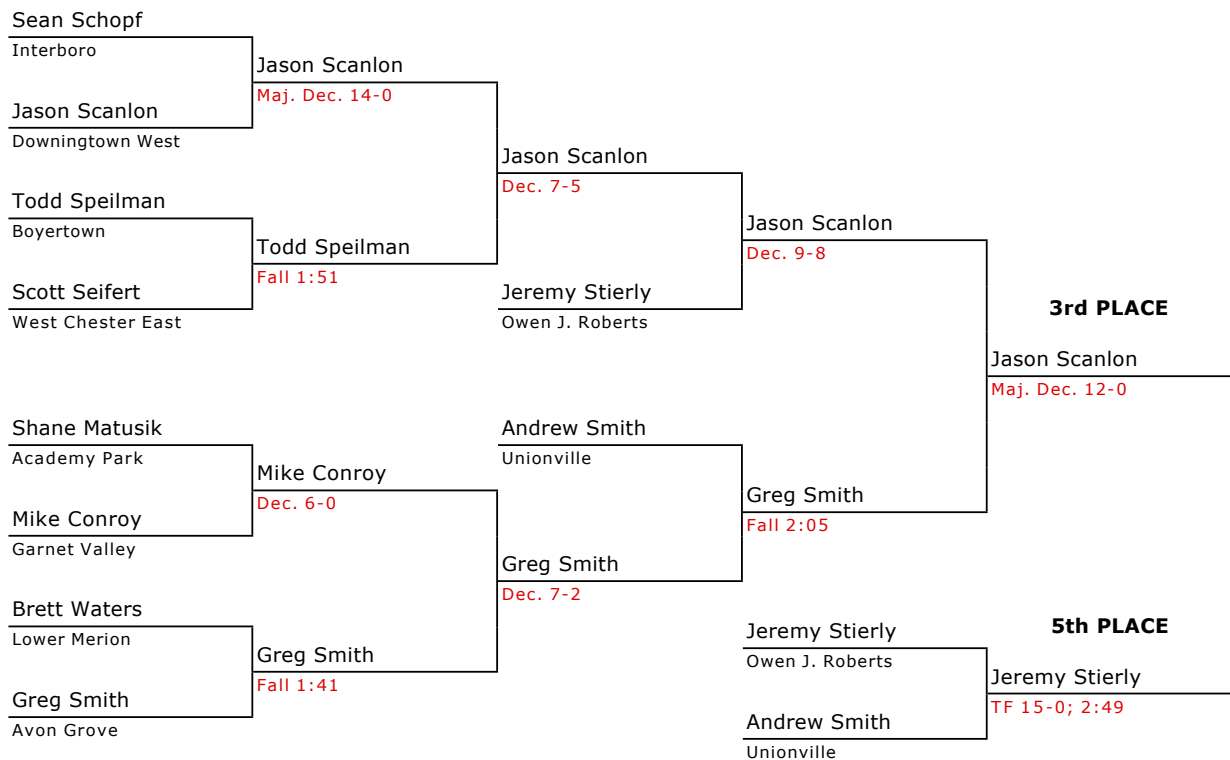 Sean Schopf
Interboro
Jason Scanlon
Maj. Dec. 14-0
Jason Scanlon
Downingtown West
Jason Scanlon
Dec. 7-5
Todd Speilman
Boyertown
Todd Speilman
Fall 1:51
Jason Scanlon
Dec. 9-8
Scott Seifert
West Chester East
Jeremy Stierly
Owen J. Roberts
3rd PLACE
Jason Scanlon
Maj. Dec. 12-0
Shane Matusik
Academy Park
Andrew Smith
Unionville
Mike Conroy
Dec. 6-0
Greg Smith
Fall 2:05
Mike Conroy
Garnet Valley
Greg Smith
Dec. 7-2
Brett Waters
Lower Merion
Greg Smith
Fall 1:41
Greg Smith
Avon Grove
5th PLACE
Jeremy Stierly
Owen J. Roberts
Jeremy Stierly
TF 15-0; 2:49
Andrew Smith
Unionville